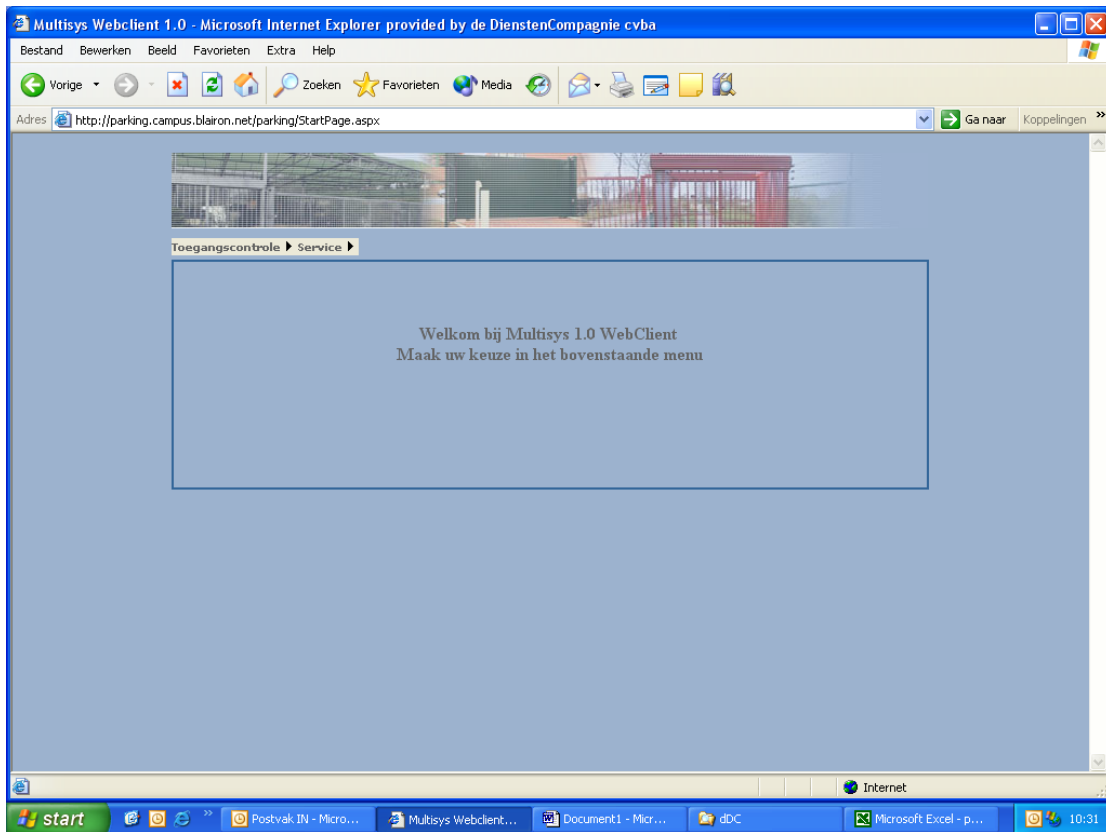 Multisys Webclient 1.0 - Microsoft Internet Explorer provided by de DienstenCompagnie cvba
Bestand Bewerken Beeld Favorieten Extra Help
Vorige Zoeken Favorieten Media
Adres http://parking.campus.blairon.net/parking/StartPage.aspx Ga naar Koppelingen »
Toegangscontrole Service
Welkom bij Multisys 1.0 WebClient
Maak uw keuze in het bovenstaande menu
Internet
start » Postvak IN - Micro... Multisys Webclient... Document1 - Micr... dDC Microsoft Excel - p... 10:31